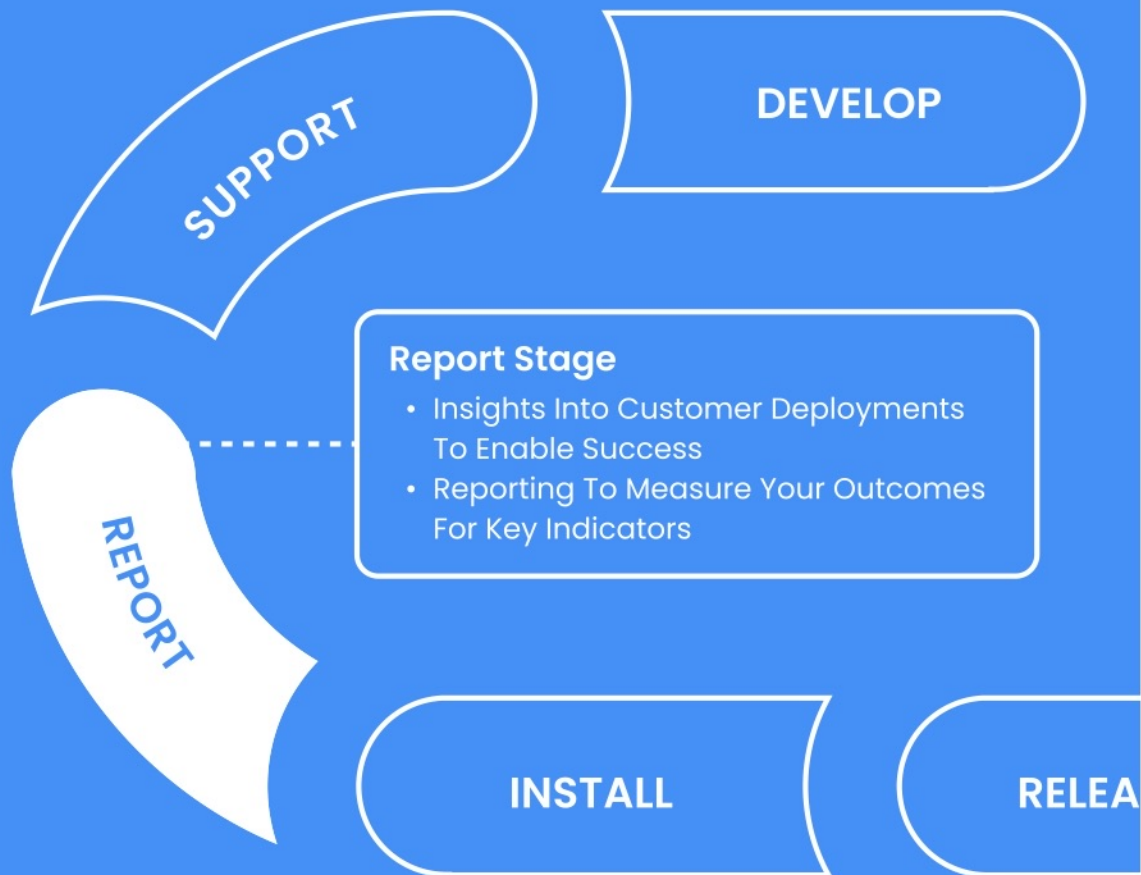 SUPPORT
DEVELOP
Report Stage
• Insights Into Customer Deployments
To Enable Success
• Reporting To Measure Your Outcomes
For Key Indicators
REPORT
INSTALL
RELEA